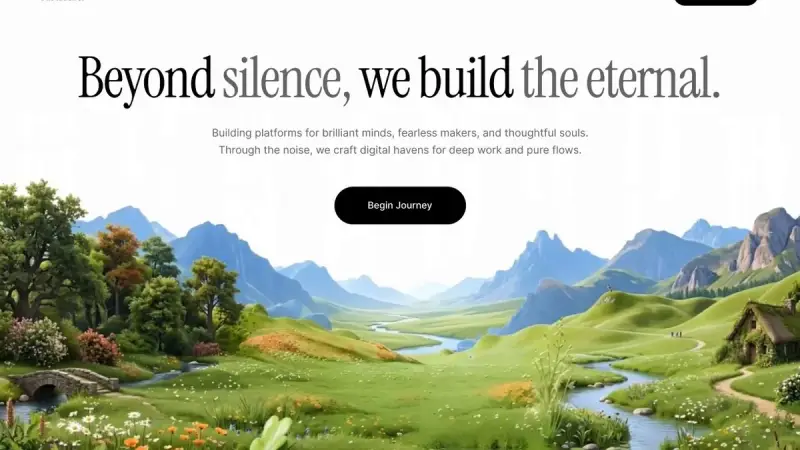 Beyond silence, we build the eternal.
Building platforms for brilliant minds, fearless makers, and thoughtful souls.
Through the noise, we craft digital havens for deep work and pure flows.
Begin Journey